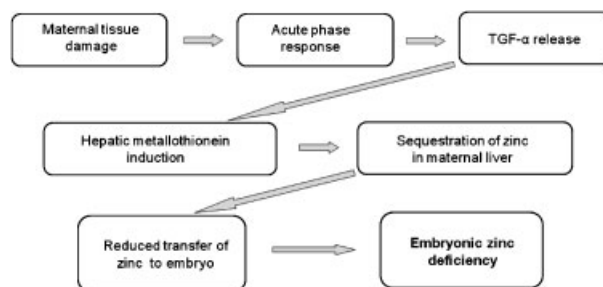 Maternal tissue
damage
Acute phase
response
TGF-α release
Hepatic metallothionein
induction
Sequestration of zinc
in maternal liver
Reduced transfer of
zinc to embryo
Embryonic zinc
deficiency